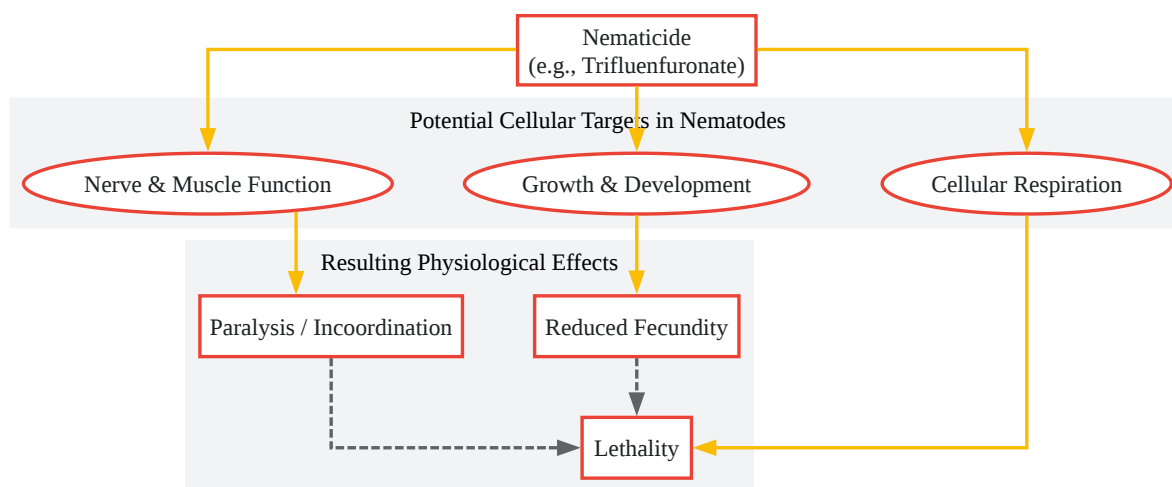 Nematicide
(e.g., Trifluenfuronate)
Potential Cellular Targets in Nematodes
Nerve & Muscle Function
Growth & Development
Cellular Respiration
Resulting Physiological Effects
Paralysis / Incoordination
Reduced Fecundity
Lethality